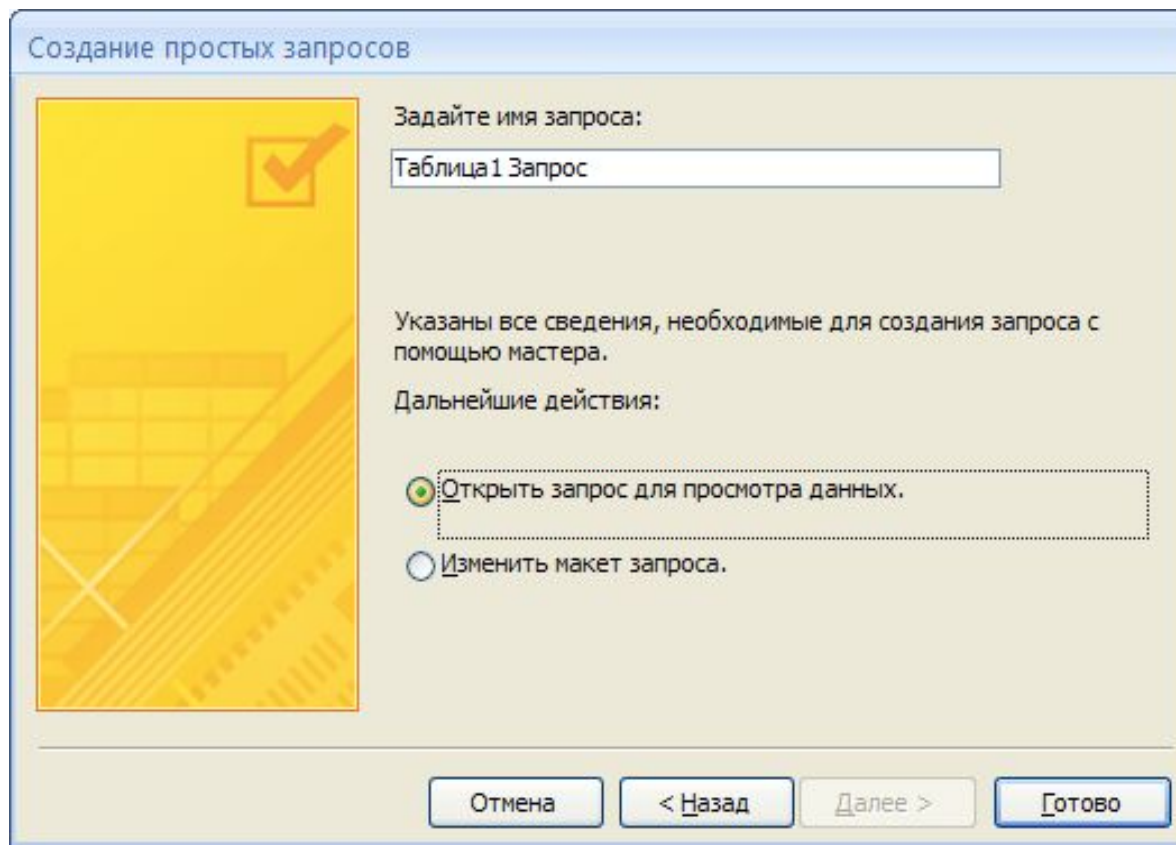 Создание простых запросов
Задайте имя запроса:
Таблица1 Запрос
Указаны все сведения, необходимые для создания запроса с
помощью мастера.
Дальнейшие действия:
Открыть запрос для просмотра данных.
Изменить макет запроса.
Отмена
< Назад
Далее >
Готово